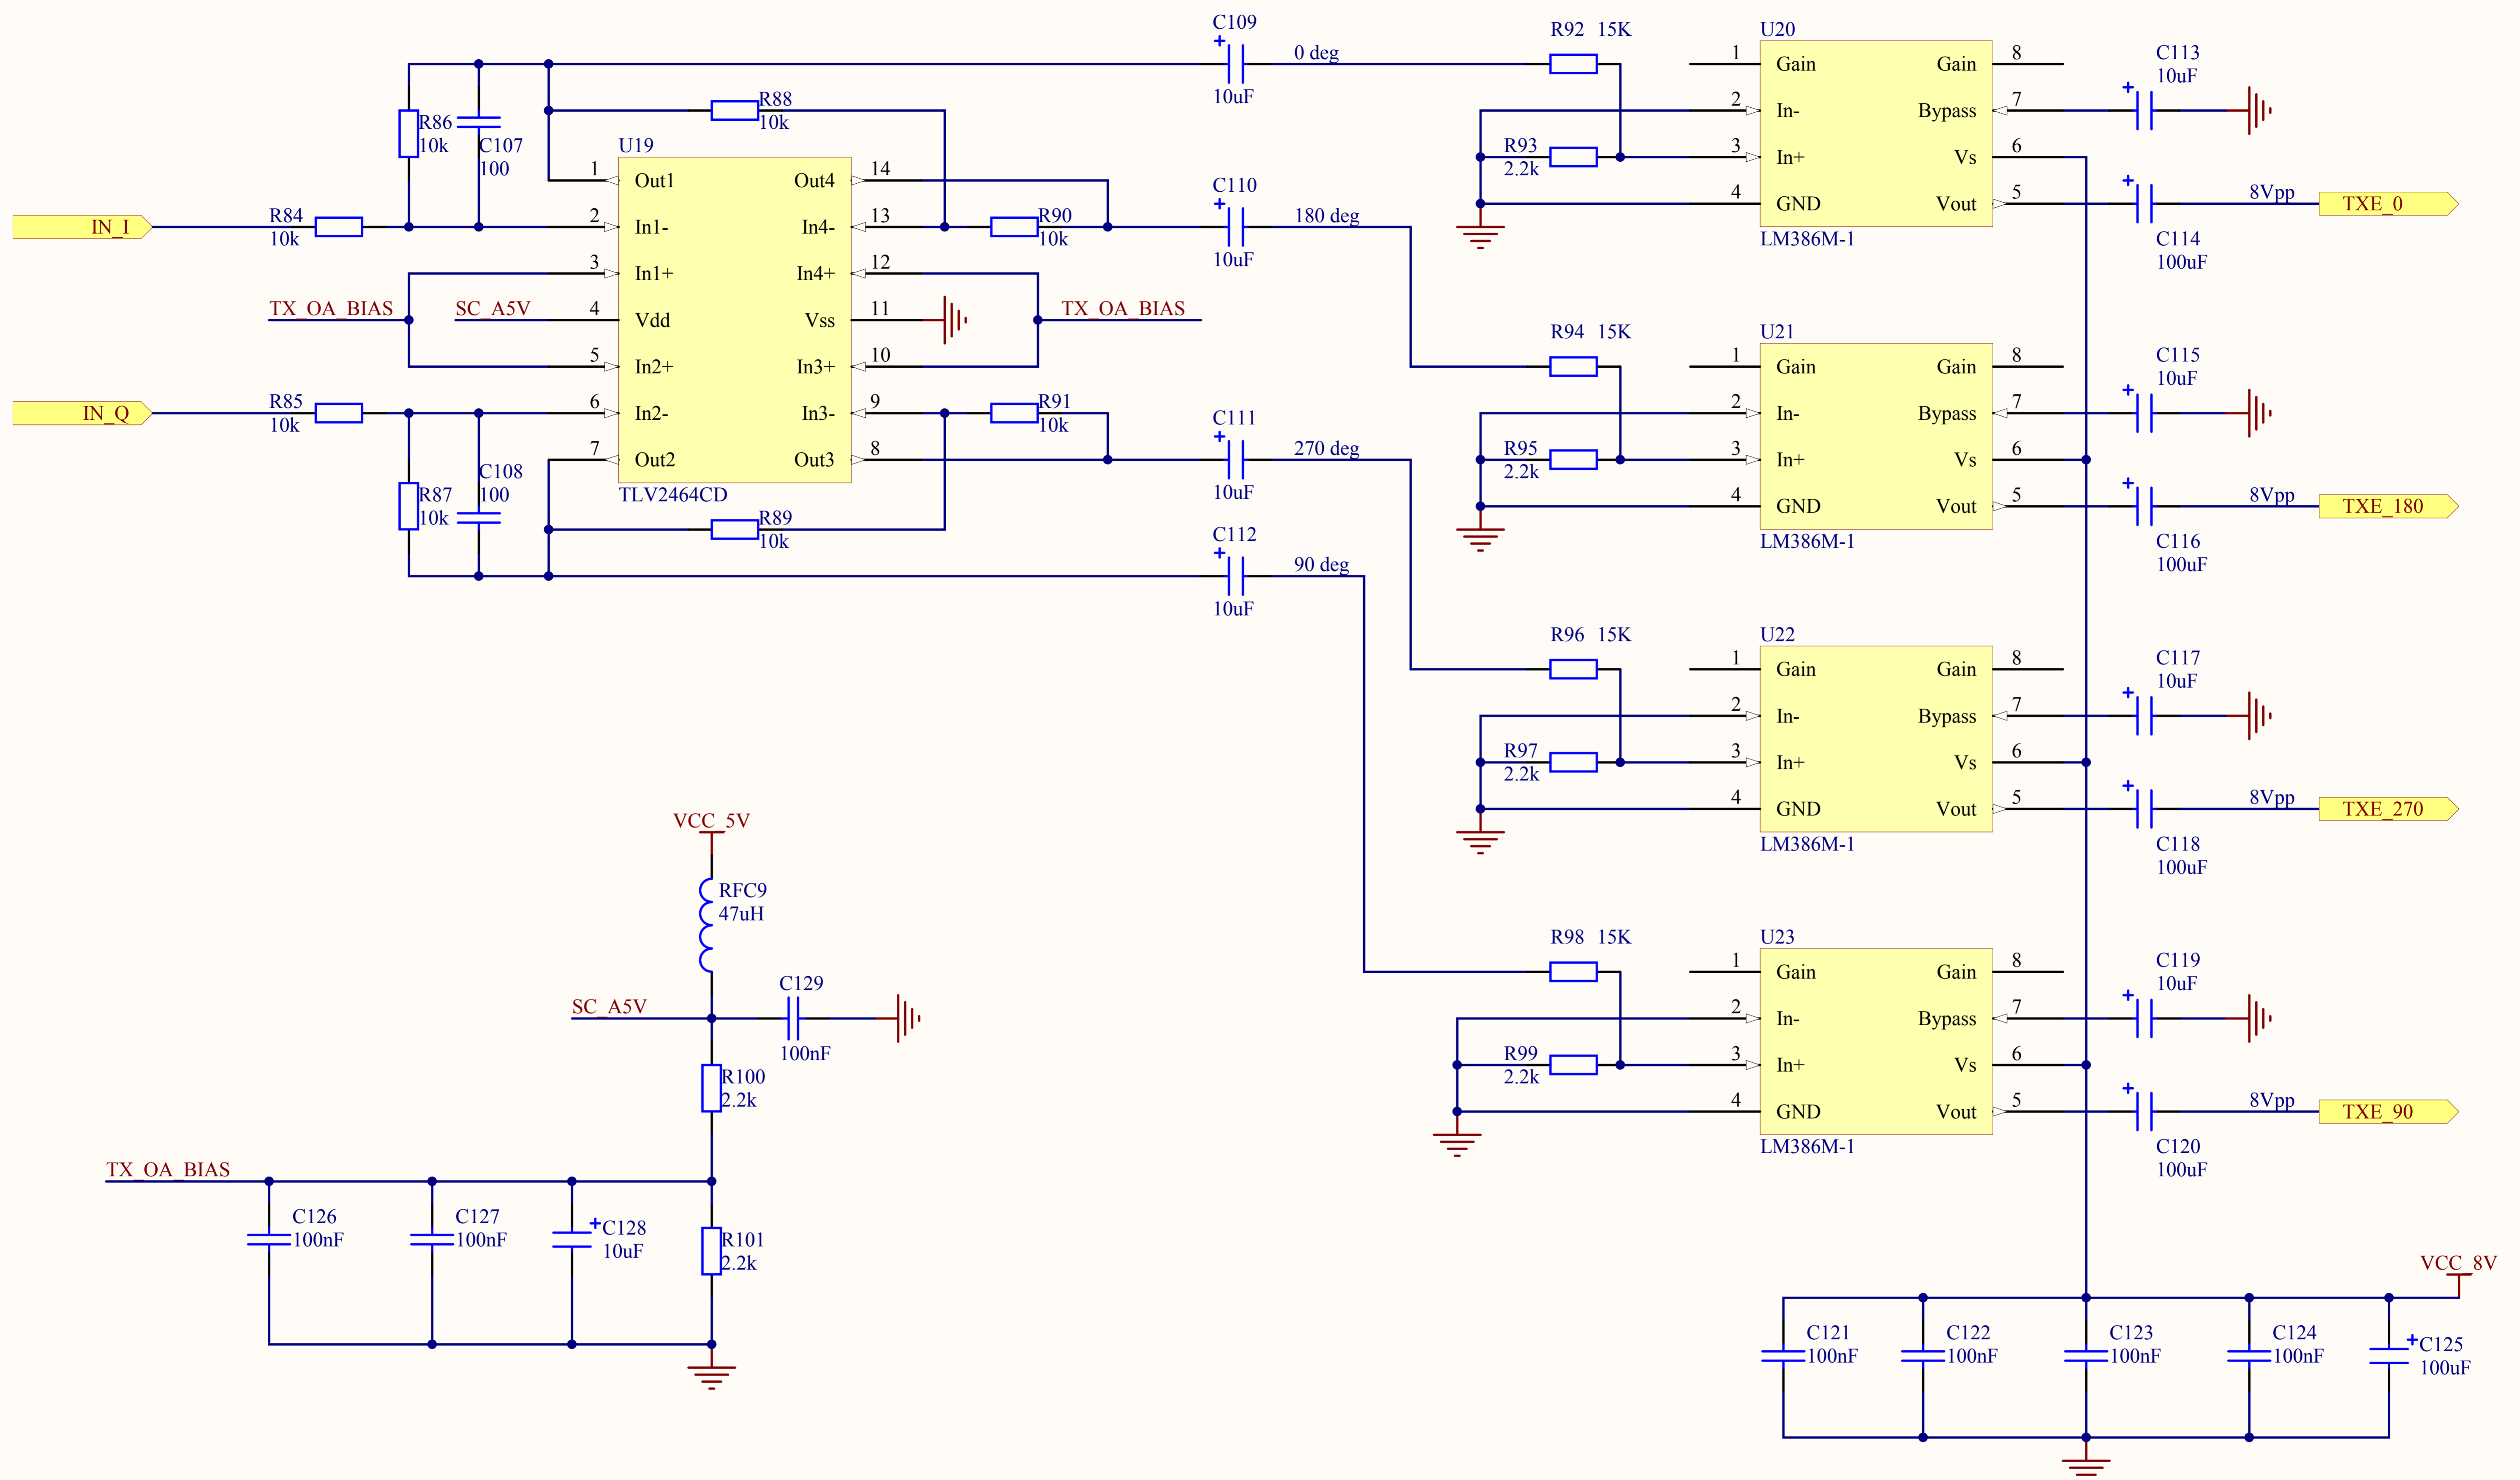 C109
0 deg
10uF
R92 15K
U20
1
Gain
Gain
8
2
In-
Bypass
7
R93
2.2k
3
In+
Vs
6
4
GND
Vout
5
LM386M-1
C113
10uF
8Vpp
TXE_0
C114
100uF
R86
10k
C107
100
R88
10k
U19
1
Out1
Out4
14
IN_I
R84
10k
2
In1-
In4-
13
R90
10k
C110
180 deg
10uF
3
In1+
In4+
12
TX_OA_BIAS
SC_A5V
4
Vdd
Vss
11
TX_OA_BIAS
5
In2+
In3+
10
IN_Q
R85
10k
6
In2-
In3-
9
R91
10k
7
Out2
Out3
8
TLV2464CD
R87
10k
C108
100
R89
10k
C111
270 deg
10uF
C112
90 deg
10uF
R94 15K
U21
1
Gain
Gain
8
2
In-
Bypass
7
R95
2.2k
3
In+
Vs
6
4
GND
Vout
5
LM386M-1
C115
10uF
8Vpp
TXE_180
C116
100uF
R96 15K
U22
1
Gain
Gain
8
2
In-
Bypass
7
R97
2.2k
3
In+
Vs
6
4
GND
Vout
5
LM386M-1
C117
10uF
8Vpp
TXE_270
C118
100uF
R98 15K
U23
1
Gain
Gain
8
2
In-
Bypass
7
R99
2.2k
3
In+
Vs
6
4
GND
Vout
5
LM386M-1
C119
10uF
8Vpp
TXE_90
C120
100uF
VCC_5V
RFC9
47uH
SC_A5V
C129
100nF
R100
2.2k
TX_OA_BIAS
C126
100nF
C127
100nF
C128
10uF
R101
2.2k
VCC_8V
C121
100nF
C122
100nF
C123
100nF
C124
100nF
C125
100uF